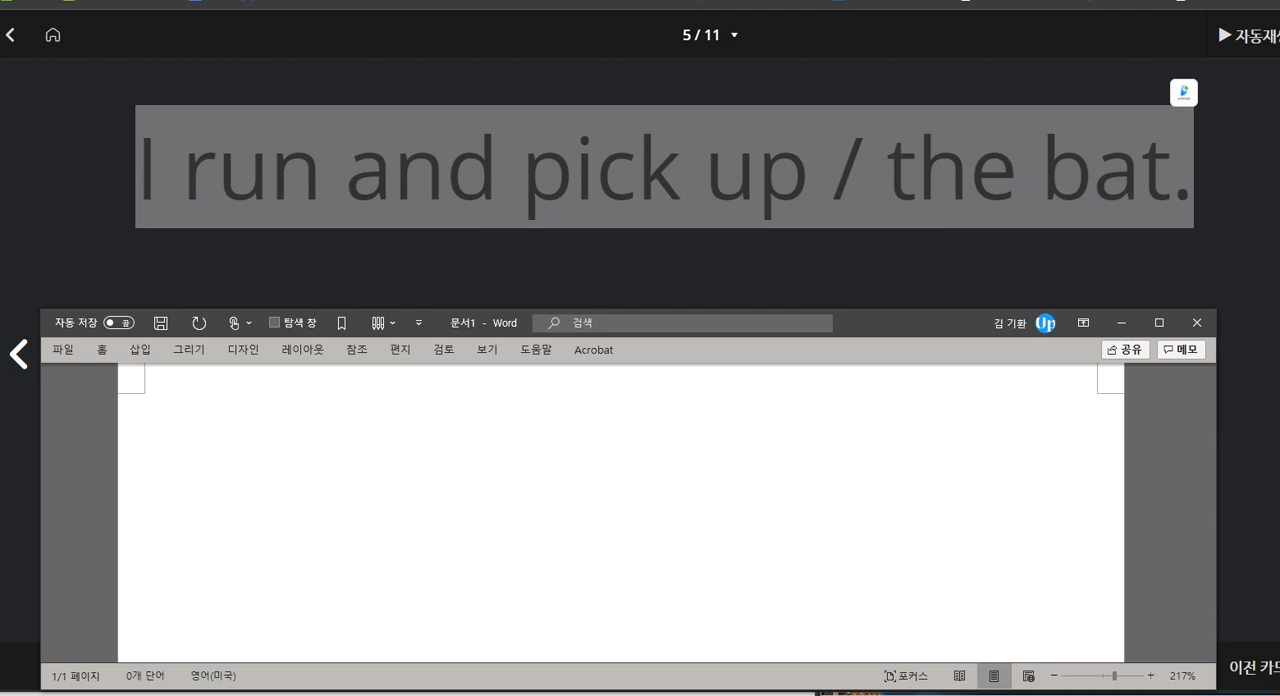 5 / 11
▶ 자동재생
I run and pick up / the bat.
자동 저장 끔 탐색 창 문서1 - Word 검색 김 기환 Up
파일 홈 삽입 그리기 디자인 레이아웃 참조 편지 검토 보기 도움말 Acrobat 공유 메모
1/1 페이지 0개 단어 영어(미국) 포커스 217%
이전 카드